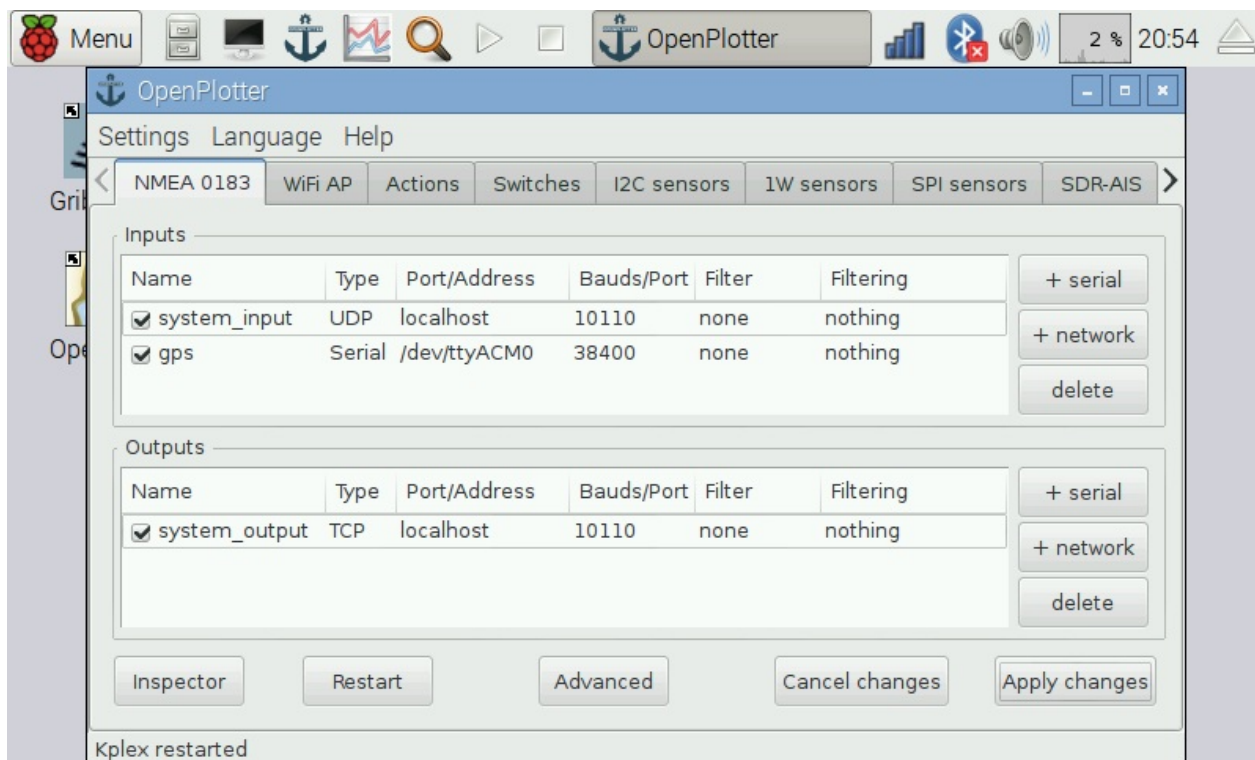 Menu OpenPlotter 2 % 20:54
OpenPlotter
Settings Language Help
NMEA 0183 WiFi AP Actions Switches I2C sensors 1W sensors SPI sensors SDR-AIS
Grib
Inputs
Name Type Port/Address Bauds/Port Filter Filtering + serial
system_input UDP localhost 10110 none nothing
+ network
Ope
gps Serial /dev/ttyACM0 38400 none nothing
delete
Outputs
Name Type Port/Address Bauds/Port Filter Filtering + serial
system_output TCP localhost 10110 none nothing
+ network
delete
Inspector Restart Advanced Cancel changes Apply changes
Kplex restarted